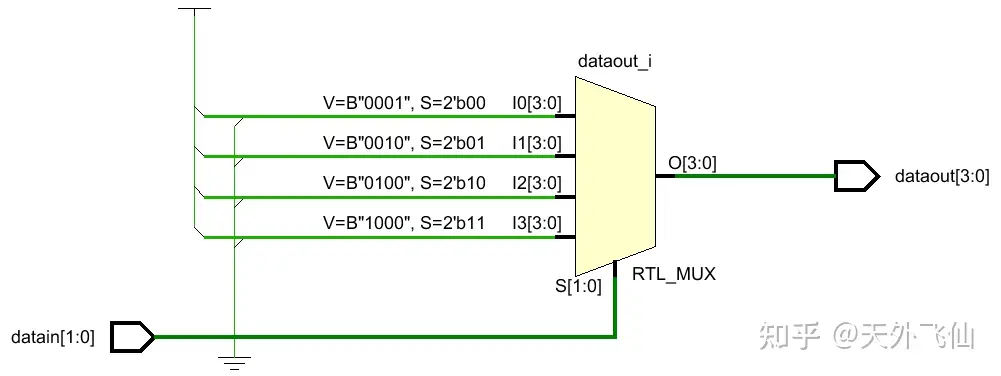 dataout_i
V=B"0001", S=2'b00 I0[3:0]
V=B"0010", S=2'b01 I1[3:0]
V=B"0100", S=2'b10 I2[3:0]
V=B"1000", S=2'b11 I3[3:0]
O[3:0]
dataout[3:0]
RTL_MUX
S[1:0]
datain[1:0]
知乎 @天外飞仙